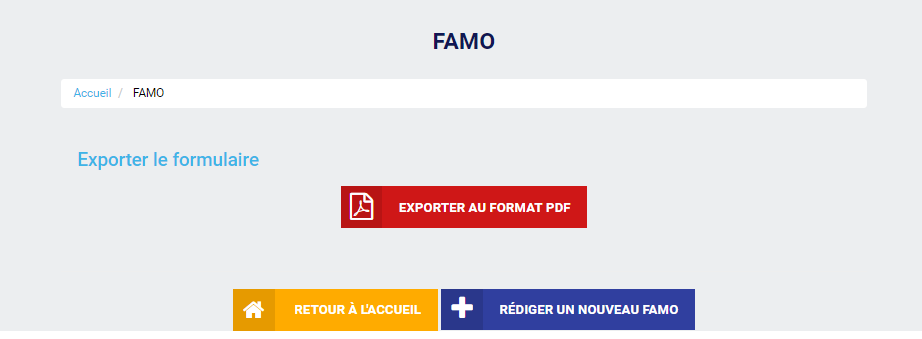 FAMO
Accueil / FAMO
Exporter le formulaire
EXPORTER AU FORMAT PDF
RETOUR À L'ACCUEIL
RÉDIGER UN NOUVEAU FAMO